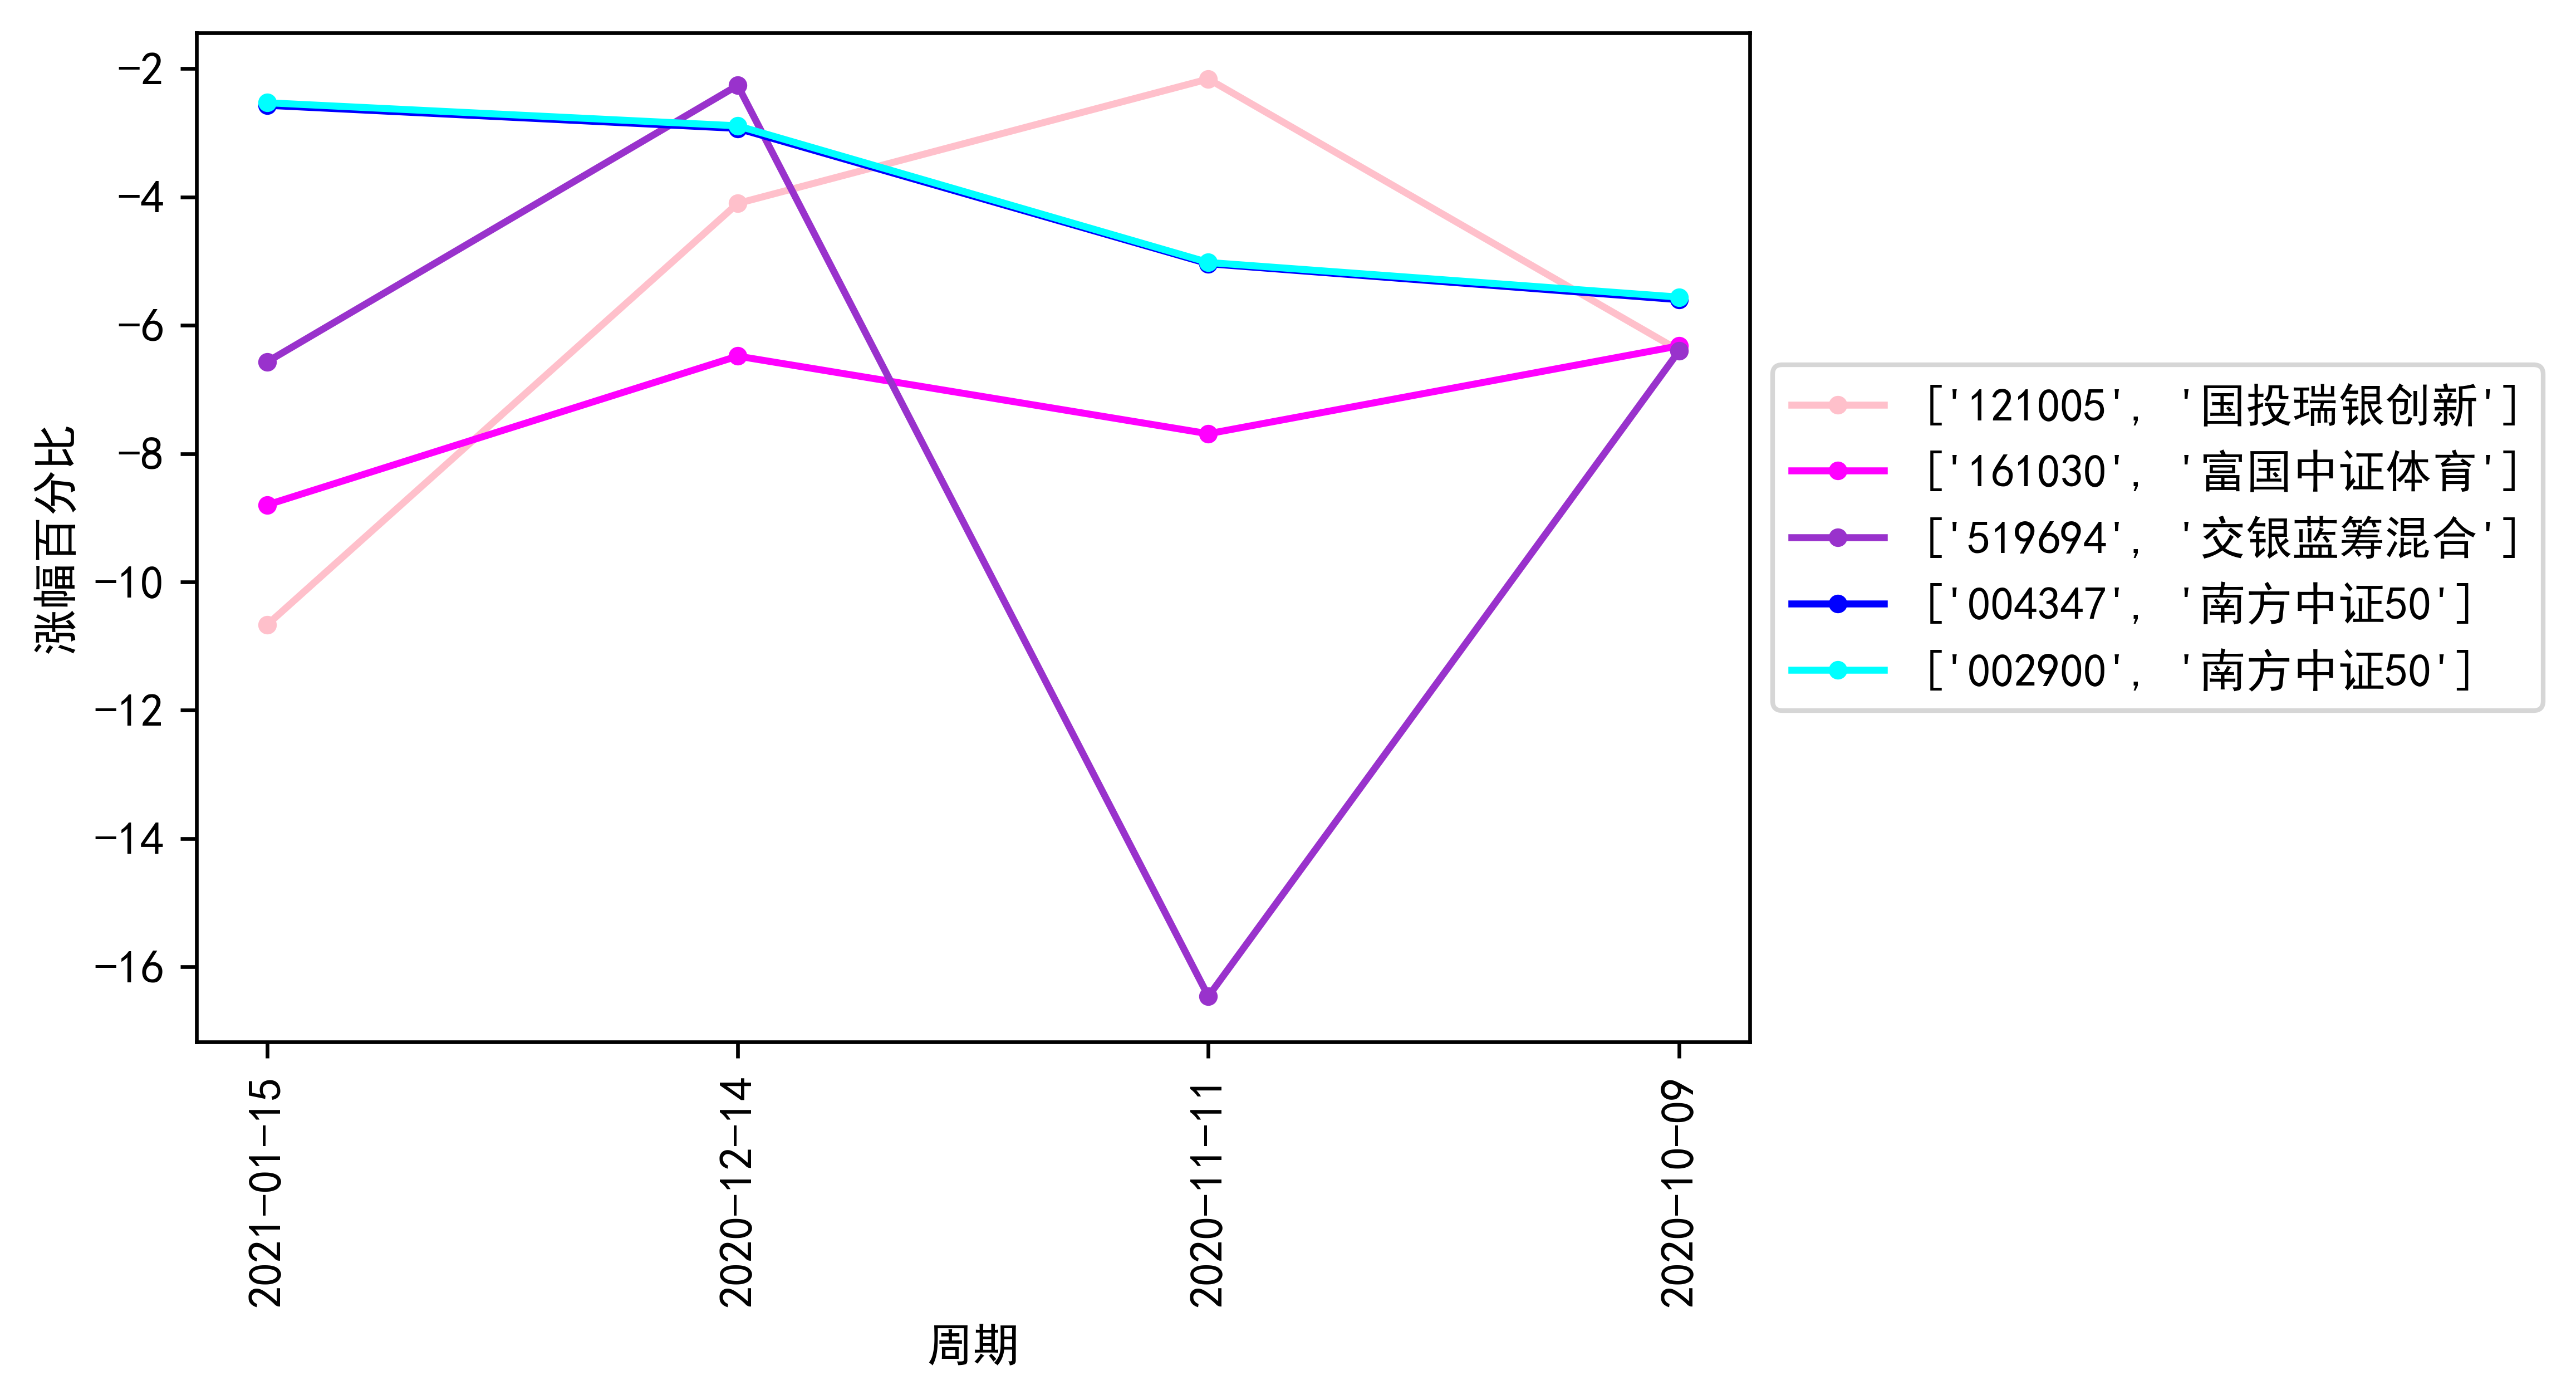 涨幅百分比
−2
−4
−6
−8
−10
−12
−14
−16
2021-01-15
2020-12-14
2020-11-11
2020-10-09
周期
['121005', '国投瑞银创新']
['161030', '富国中证体育']
['519694', '交银蓝筹混合']
['004347', '南方中证50']
['002900', '南方中证50']